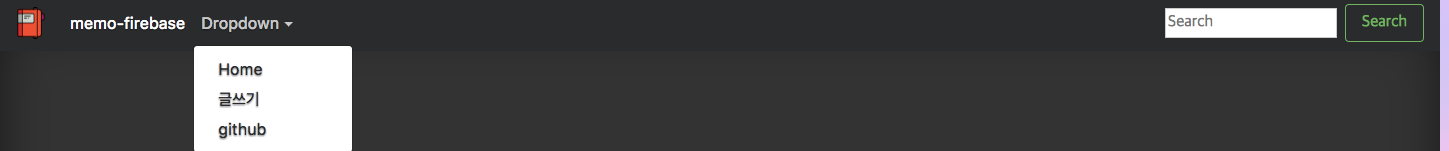 memo-firebase Dropdown Search Search
Home
글쓰기
github